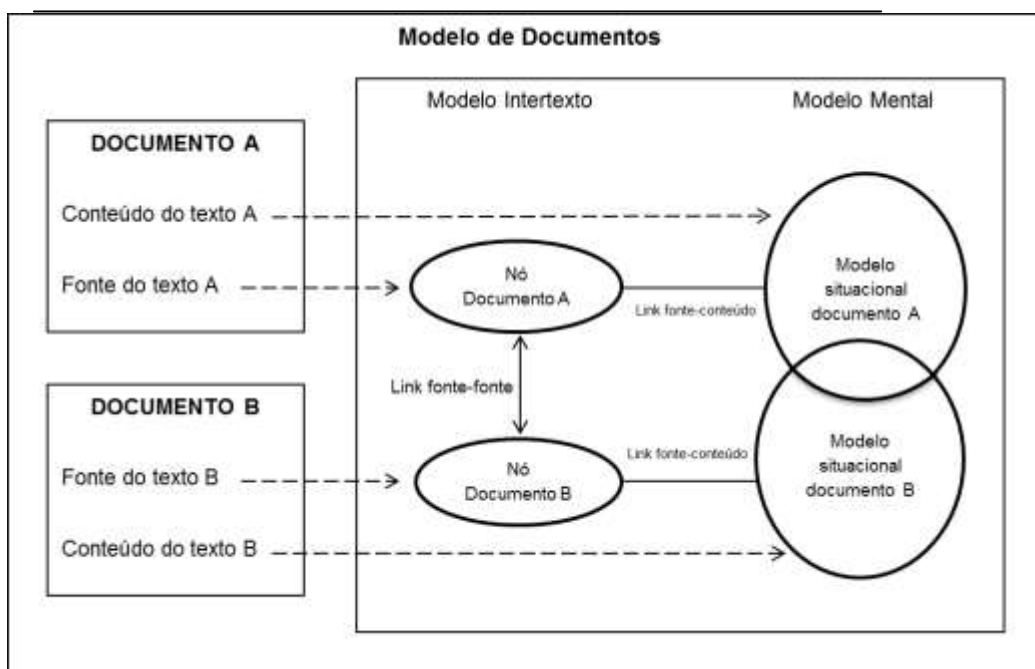 Modelo de Documentos
Modelo Intertexto
Modelo Mental
DOCUMENTO A
Conteúdo do texto A
Fonte do texto A
Nó
Documento A
Link fonte-conteúdo
Modelo
situacional
documento A
Link fonte-fonte
DOCUMENTO B
Fonte do texto B
Conteúdo do texto B
Nó
Documento B
Link fonte-conteúdo
Modelo
situacional
documento B